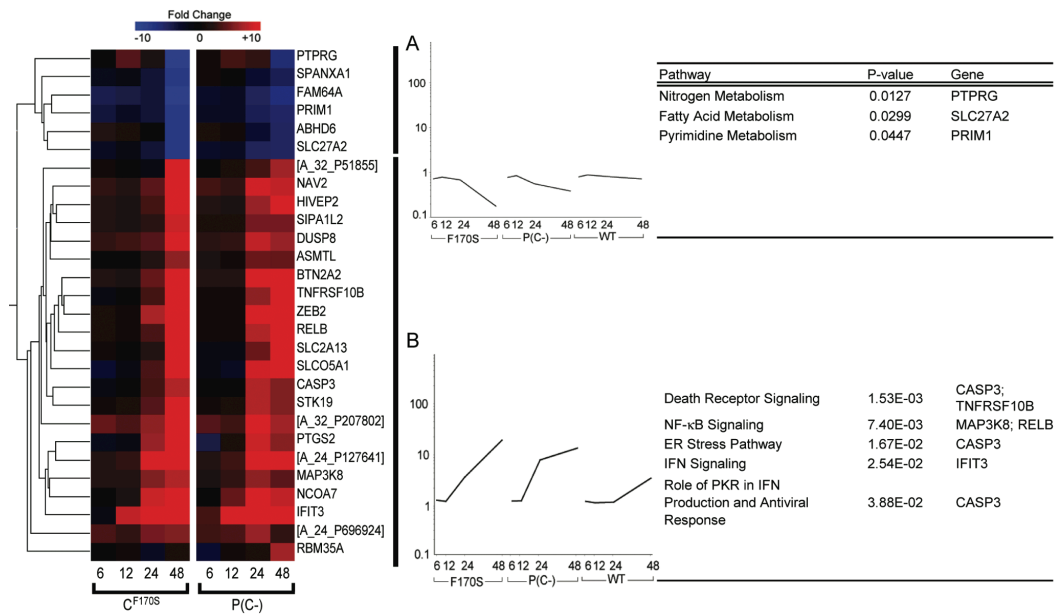 Fold Change
-10 0 +10
PTPRG
SPANXA1
FAM64A
PRIM1
ABHD6
SLC27A2
[A_32_P51855]
NAV2
HIVEP2
SIPA1L2
DUSP8
ASMTL
BTN2A2
TNFRSF10B
ZEB2
RELB
SLC2A13
SLCO5A1
CASP3
STK19
[A_32_P207802]
PTGS2
[A_24_P127641]
MAP3K8
NCOA7
IFIT3
[A_24_P696924]
RBM35A
6 12 24 48 6 12 24 48
C^F170S P(C-)
A
100
10
1
0.1
6 12 24 48 6 12 24 48 6 12 24 48
F170S P(C-) WT
Pathway P-value Gene
Nitrogen Metabolism 0.0127 PTPRG
Fatty Acid Metabolism 0.0299 SLC27A2
Pyrimidine Metabolism 0.0447 PRIM1
B
100
10
1
0.1
6 12 24 48 6 12 24 48 6 12 24 48
F170S P(C-) WT
Death Receptor Signaling 1.53E-03 CASP3;
TNFRSF10B
NF-κB Signaling 7.40E-03 MAP3K8; RELB
ER Stress Pathway 1.67E-02 CASP3
IFN Signaling 2.54E-02 IFIT3
Role of PKR in IFN
Production and Antiviral 3.88E-02 CASP3
Response